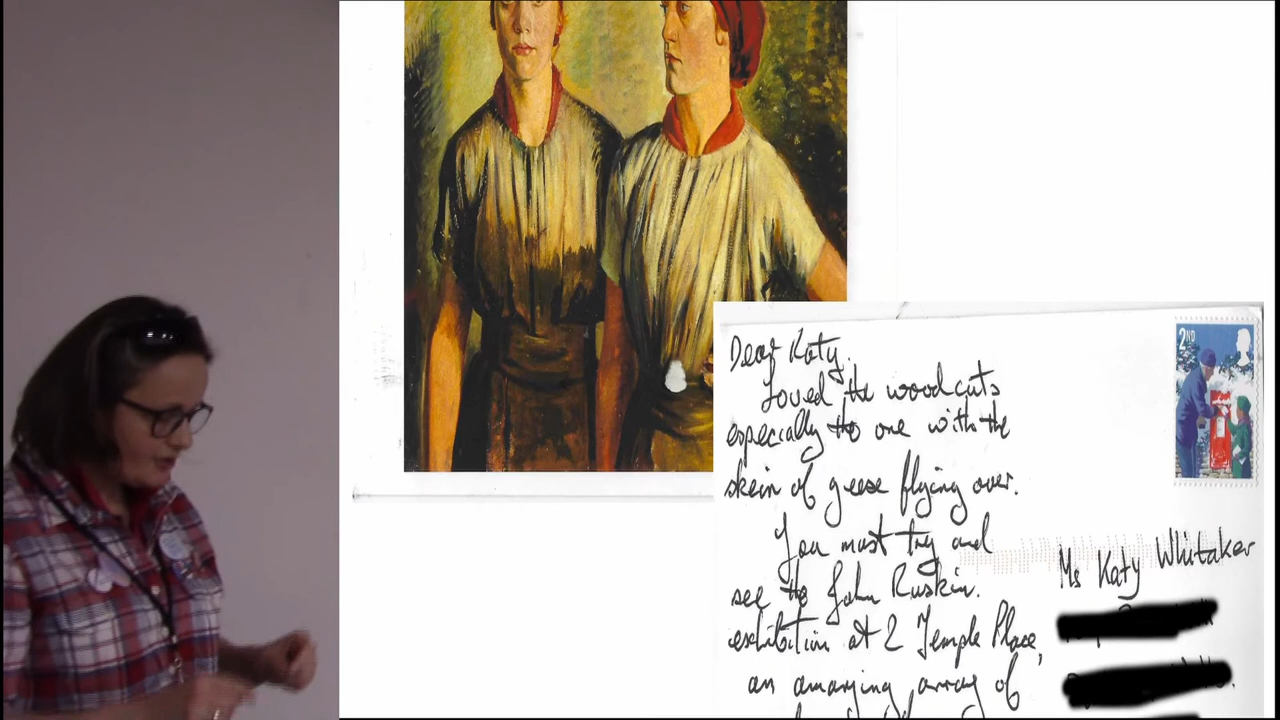 2ND
Dear Katy.
Loved the woodcuts
especially the one with the
skein of geese flying over.
You must try and
see the John Ruskin.
exhibition at 2 Temple Place,
an amazing array of
Ms Katy Whitaker